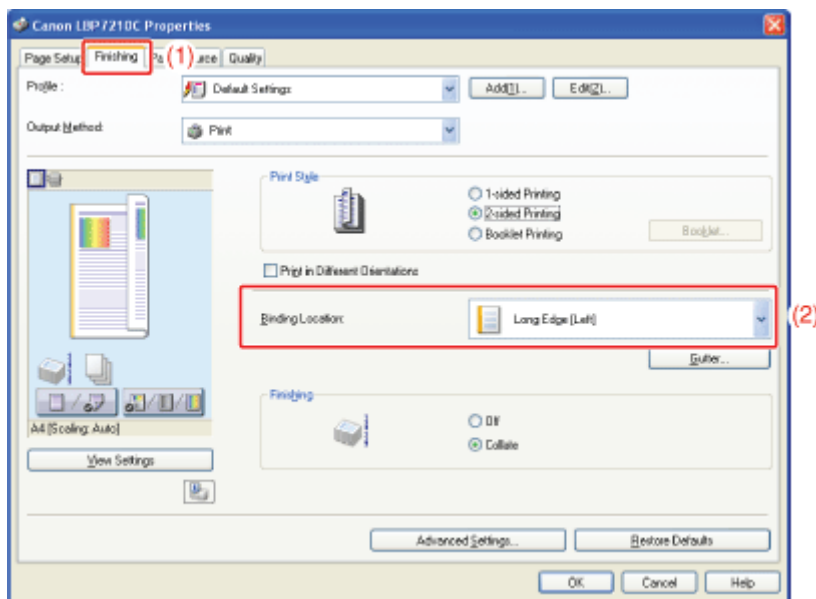 Canon LBP7210C Properties
Page Setup Finishing Pa (1) urce Quality
Profile : Default Settings Add(1)... Edit(2)...
Output Method: Print
Print Style
1-sided Printing
2-sided Printing
Booklet Printing Booklet...
Print in Different Orientations
Binding Location: Long Edge [Left] (2)
Gutter...
Finishing
Off
Collate
A4 [Scaling: Auto]
View Settings
Advanced Settings... Restore Defaults
OK Cancel Help